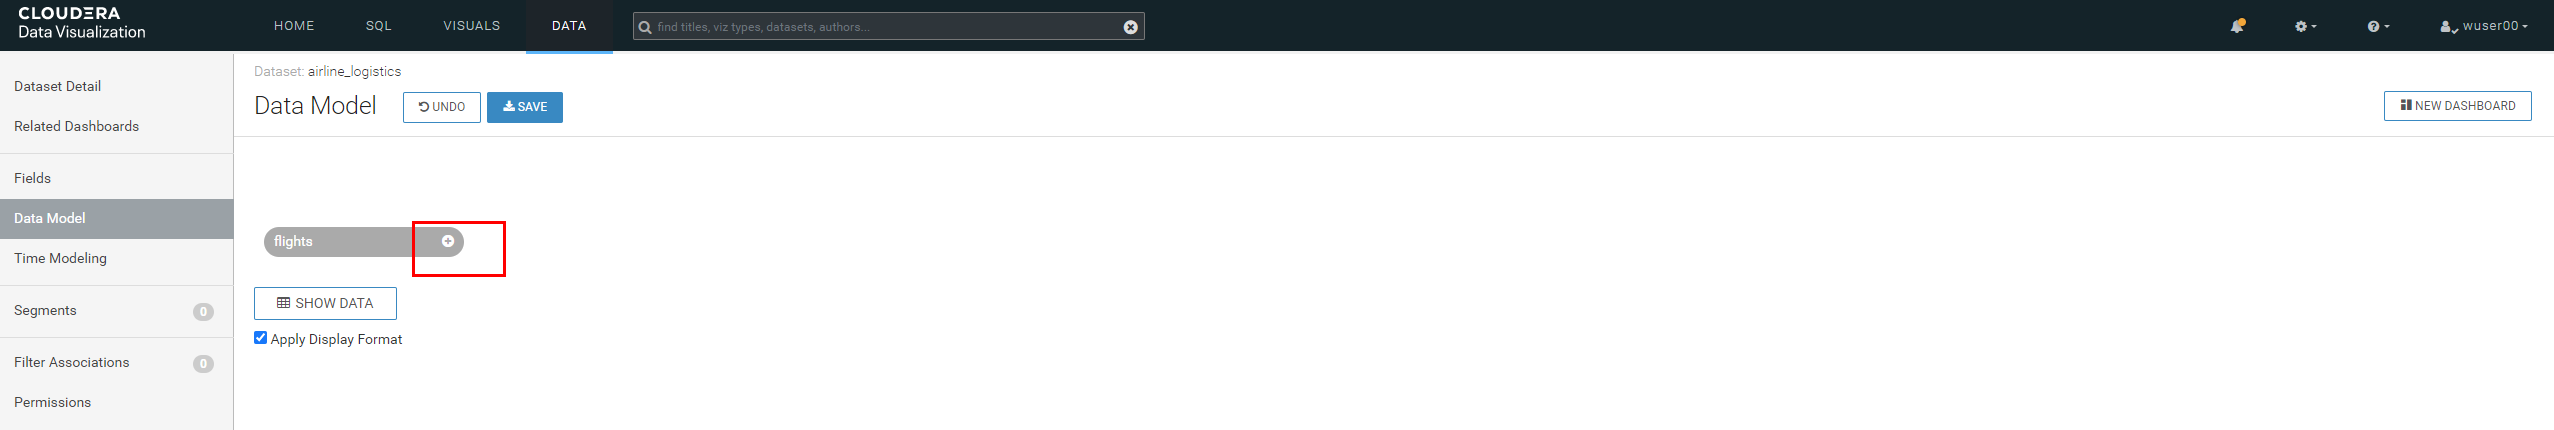 CLOUDERA
Data Visualization
HOME SQL VISUALS DATA
find titles, viz types, datasets, authors...
wuser00
Dataset Detail
Related Dashboards
Fields
Data Model
Time Modeling
Segments 0
Filter Associations 0
Permissions
Dataset: airline_logistics
Data Model UNDO SAVE
NEW DASHBOARD
flights
SHOW DATA
Apply Display Format